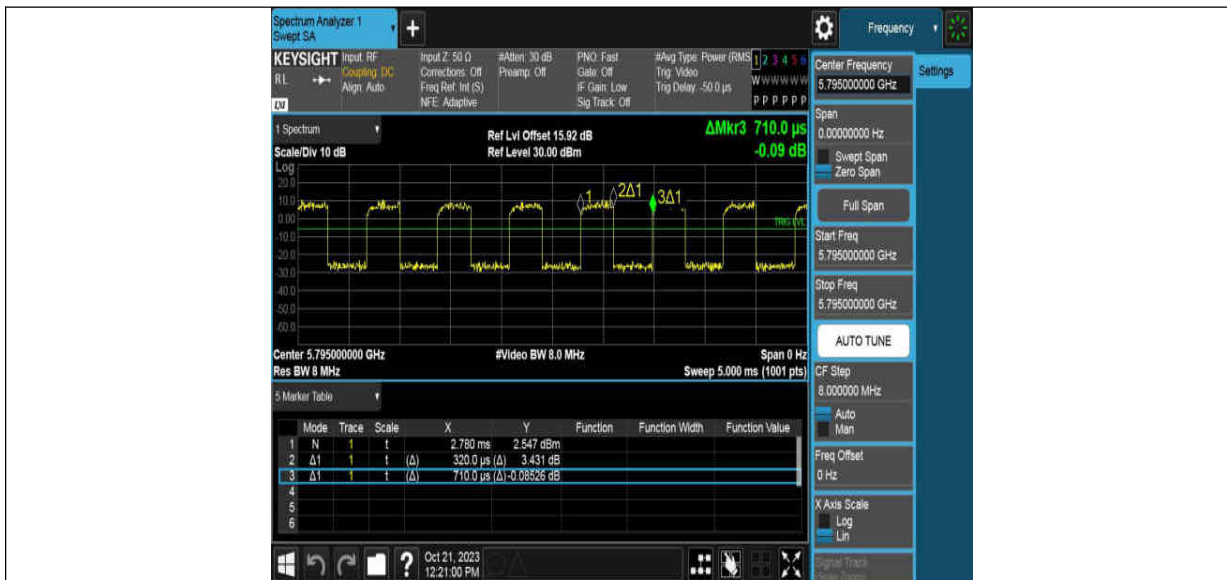 Spectrum Analyzer 1
Swept SA
+
Frequency
KEYSIGHT
RL
LXI
Input: RF
Coupling: DC
Align: Auto
Input Z: 50 Ω
Corrections: Off
Freq Ref: Int (S)
NFE: Adaptive
#Atten: 30 dB
Preamp: Off
PNO: Fast
Gate: Off
IF Gain: Low
Sig Track: Off
#Avg Type: Power (RMS
Trig: Video
Trig Delay: -50.0 µs
1 2 3 4 5 6
W W W W W W
P P P P P P
1 Spectrum
Scale/Div 10 dB
Ref Lvl Offset 15.92 dB
Ref Level 30.00 dBm
ΔMkr3 710.0 µs
-0.09 dB
Log
20.0
10.0
0.00
-10.0
-20.0
-30.0
-40.0
-50.0
-60.0
1
2Δ1
3Δ1
TRIG LVL
Center 5.795000000 GHz
#Video BW 8.0 MHz
Span 0 Hz
Res BW 8 MHz
Sweep 5.000 ms (1001 pts)
5 Marker Table
Mode Trace Scale X Y Function Function Width Function Value
1 N 1 t 2.780 ms 2.547 dBm
2 Δ1 1 t (Δ) 320.0 µs (Δ) 3.431 dB
3 Δ1 1 t (Δ) 710.0 µs (Δ) -0.08526 dB
4
5
6
Oct 21, 2023
12:21:00 PM
Settings
Center Frequency
5.795000000 GHz
Span
0.00000000 Hz
Swept Span
Zero Span
Full Span
Start Freq
5.795000000 GHz
Stop Freq
5.795000000 GHz
AUTO TUNE
CF Step
8.000000 MHz
Auto
Man
Freq Offset
0 Hz
X Axis Scale
Log
Lin
Signal Track